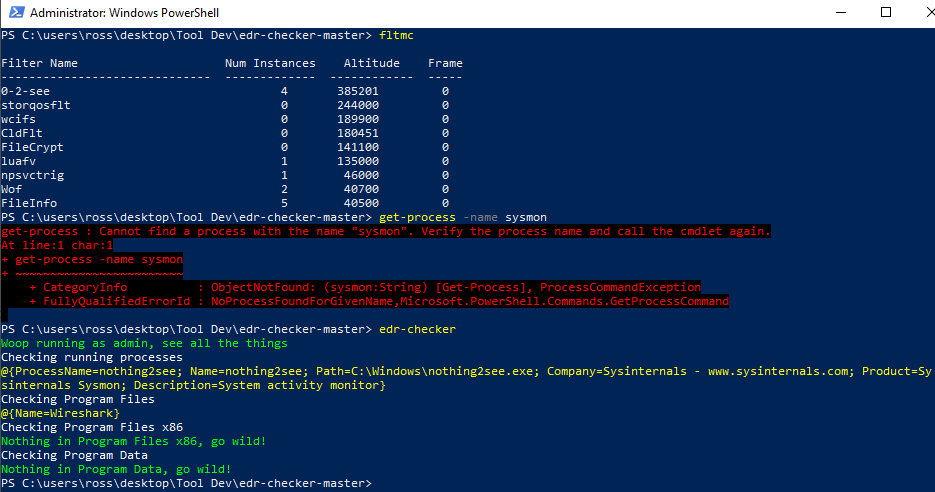 Administrator: Windows PowerShell
PS C:\users\ross\desktop\Tool Dev\edr-checker-master> fltmc
Filter Name                     Num Instances    Altitude    Frame
------------------------------  -------------  ------------  -----
0-2-see                                 4       385201         0
storqosflt                              0       244000         0
wcifs                                   0       189900         0
CldFlt                                  0       180451         0
FileCrypt                               0       141100         0
luafv                                   1       135000         0
npsvctrig                               1        46000         0
Wof                                     2        40700         0
FileInfo                                5        40500         0
PS C:\users\ross\desktop\Tool Dev\edr-checker-master> get-process -name sysmon
get-process : Cannot find a process with the name "sysmon". Verify the process name and call the cmdlet again.
At line:1 char:1
+ get-process -name sysmon
+ ~~~~~~~~~~~~~~~~~~~~~~~~
    + CategoryInfo          : ObjectNotFound: (sysmon:String) [Get-Process], ProcessCommandException
    + FullyQualifiedErrorId : NoProcessFoundForGivenName,Microsoft.PowerShell.Commands.GetProcessCommand
PS C:\users\ross\desktop\Tool Dev\edr-checker-master> edr-checker
Woop running as admin, see all the things
Checking running processes
@{ProcessName=nothing2see; Name=nothing2see; Path=C:\Windows\nothing2see.exe; Company=Sysinternals - www.sysinternals.com; Product=Sy
sinternals Sysmon; Description=System activity monitor}
Checking Program Files
@{Name=Wireshark}
Checking Program Files x86
Nothing in Program Files x86, go wild!
Checking Program Data
Nothing in Program Data, go wild!
PS C:\users\ross\desktop\Tool Dev\edr-checker-master>